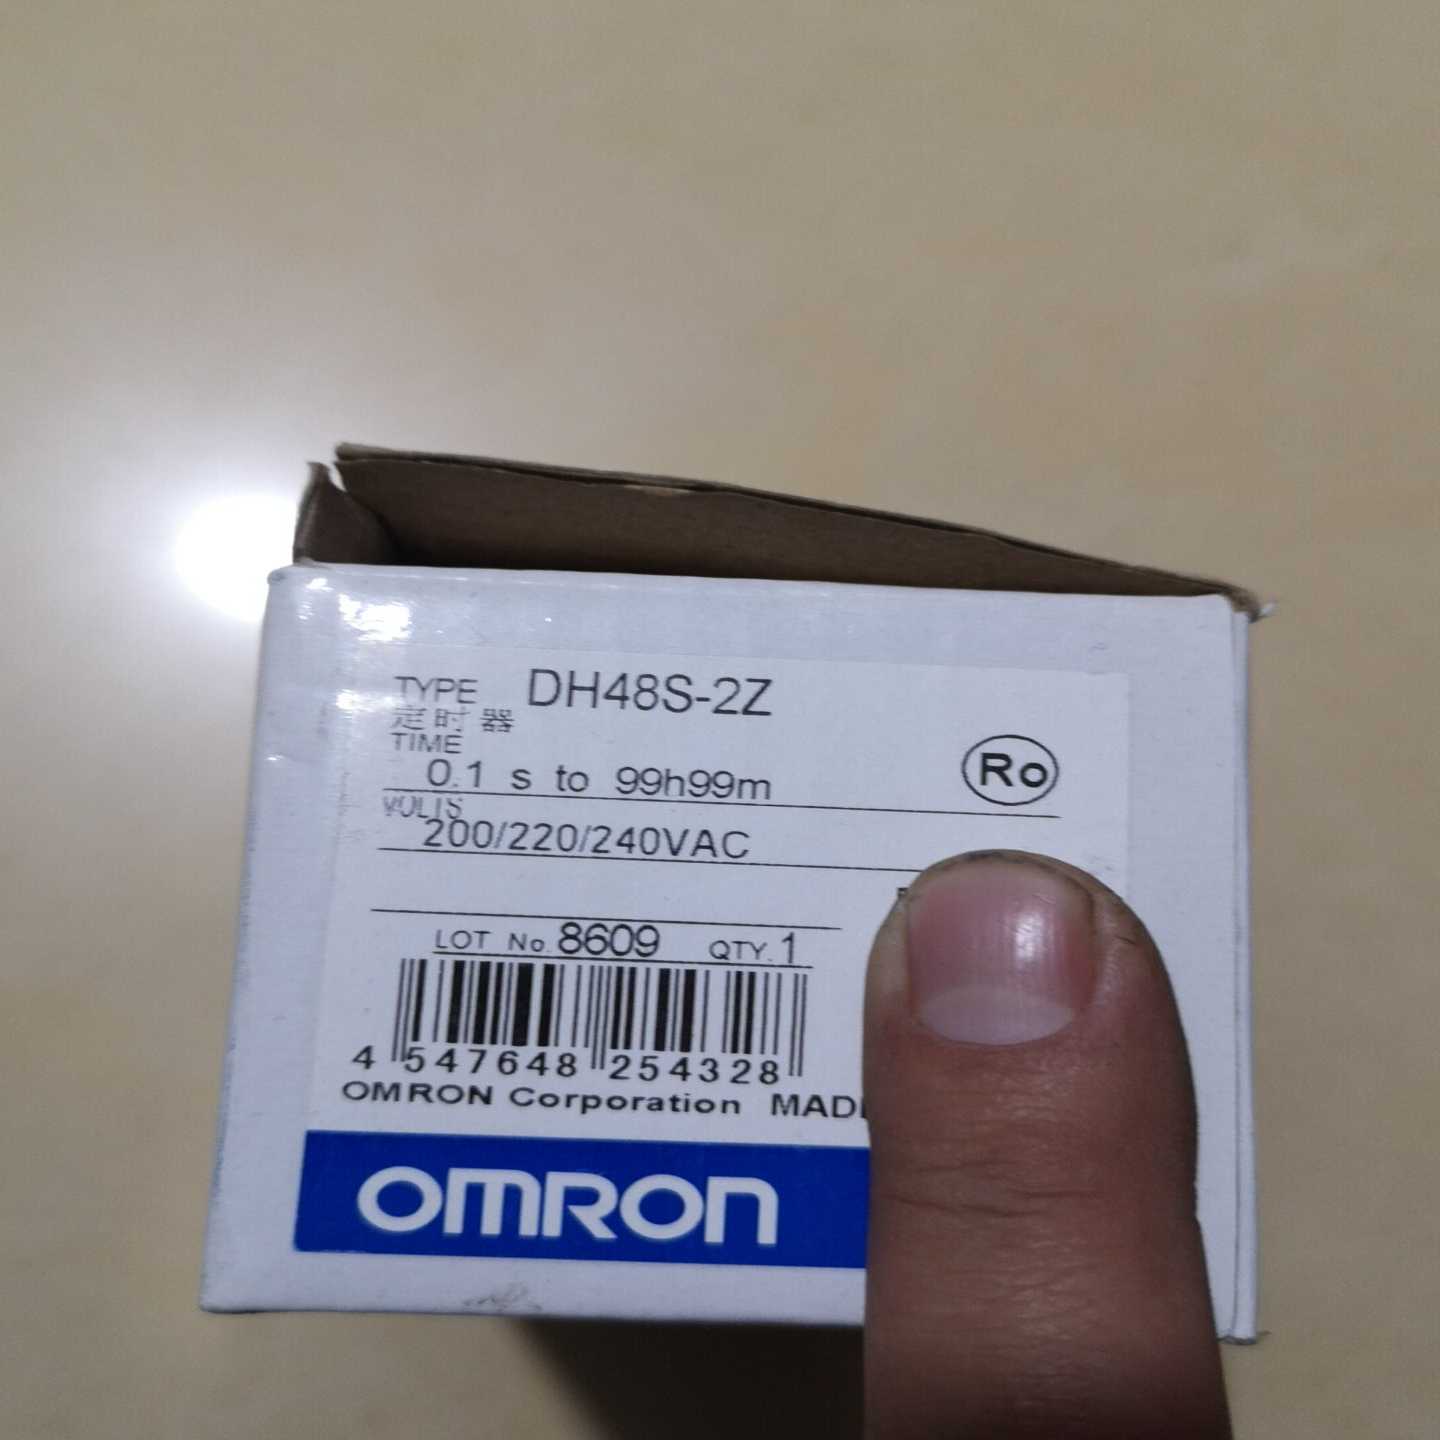 TYPE DH48S-2Z
定时器
TIME
0.1 s to 99h99m
Ro
VOLTS
200/220/240VAC
LOT No. 8609 QTY. 1
4 547648 254328
OMRON Corporation MAD
OMRON